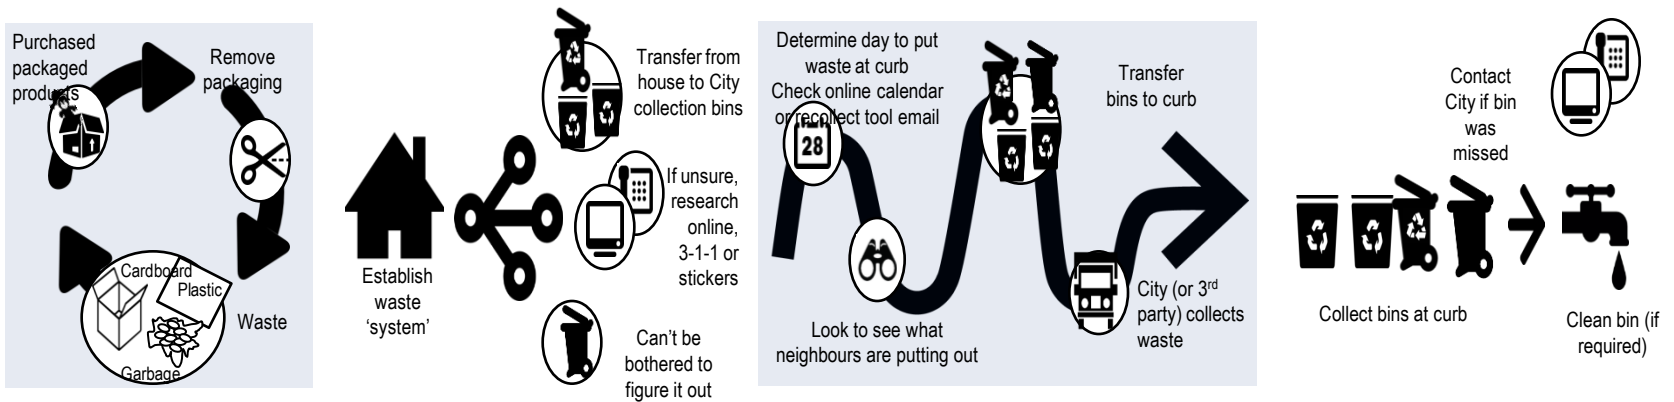 Purchased
packaged
products
Remove
packaging
Cardboard
Plastic
Garbage
Waste
Establish
waste
‘system’
Transfer from
house to City
collection bins
If unsure,
research
online,
3-1-1 or
stickers
Can’t be
bothered to
figure it out
Determine day to put
waste at curb
Check online calendar
or recollect tool email
28
Look to see what
neighbours are putting out
Transfer
bins to curb
City (or 3rd
party) collects
waste
Contact
City if bin
was
missed
Collect bins at curb
Clean bin (if
required)